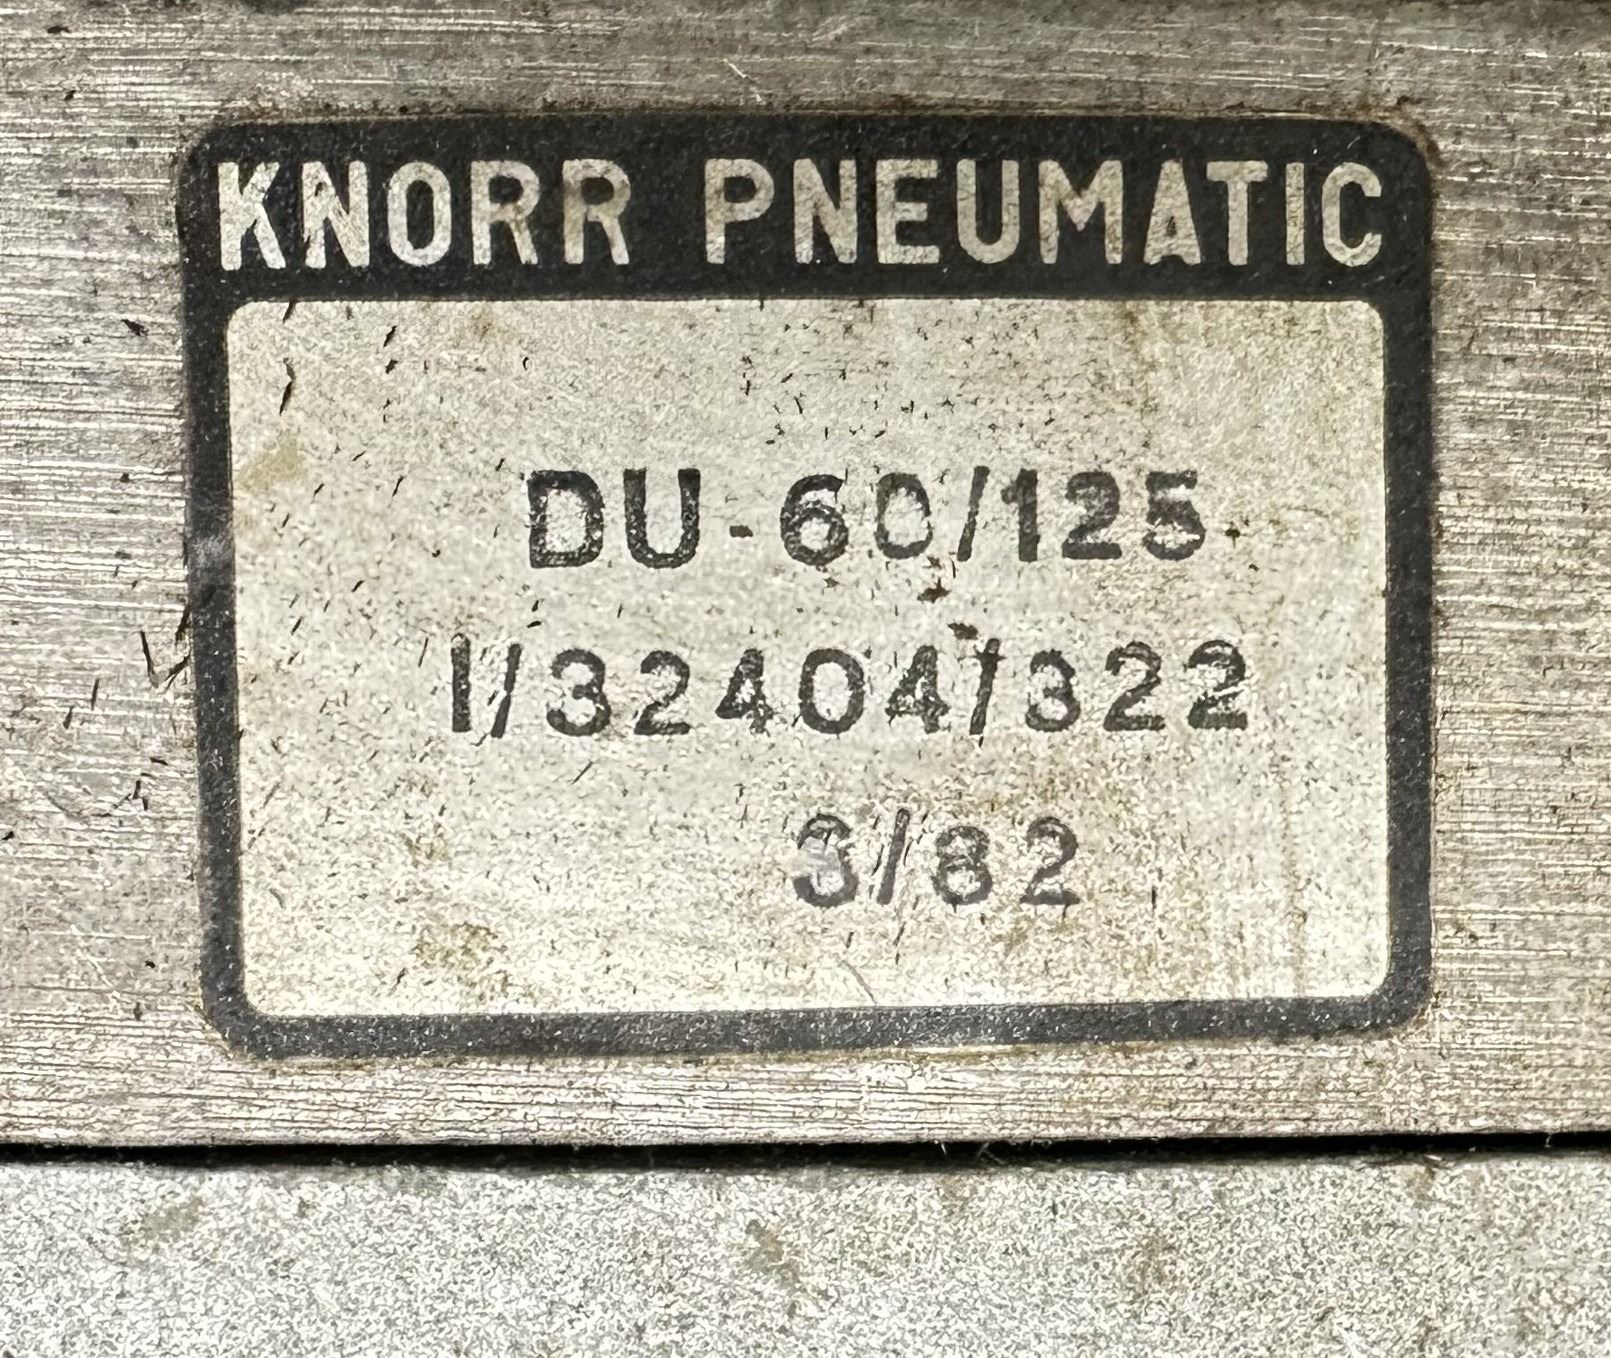 KNORR PNEUMATIC
DU-60/125
I/32404/322
3/82